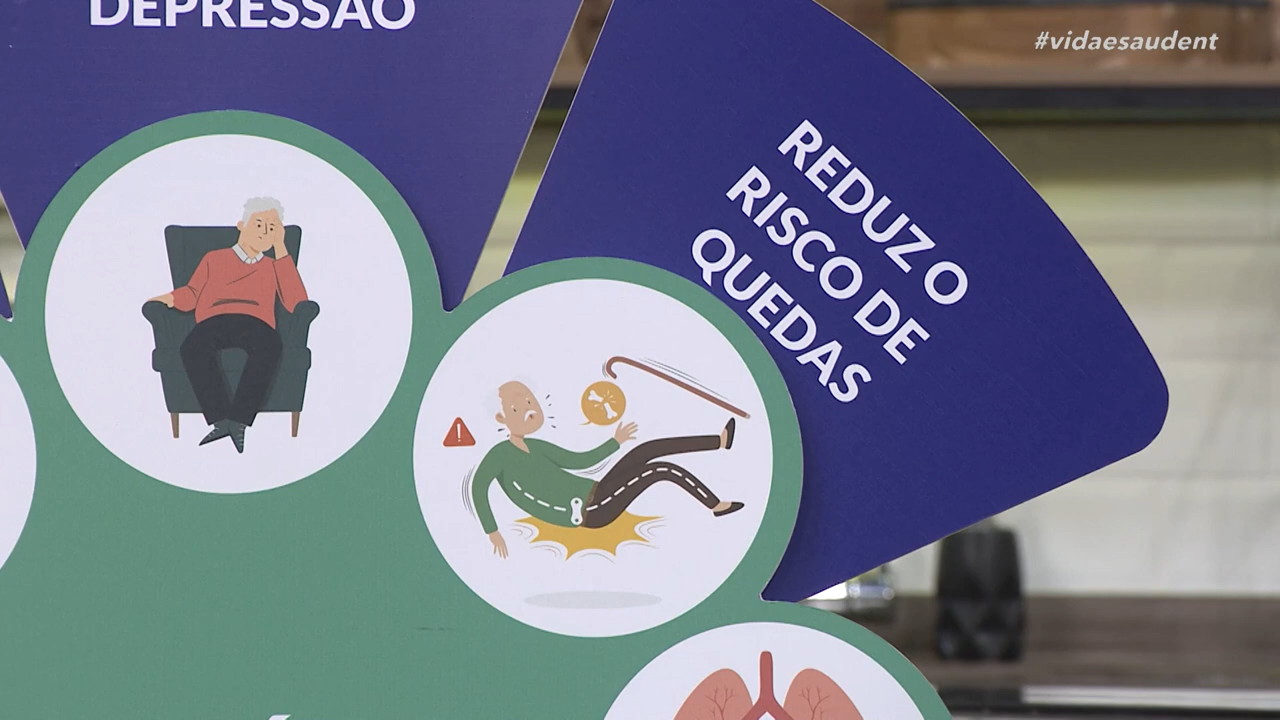 DEPRESSÃO
#vidaesaudent
REDUZ O
RISCO DE
QUEDAS